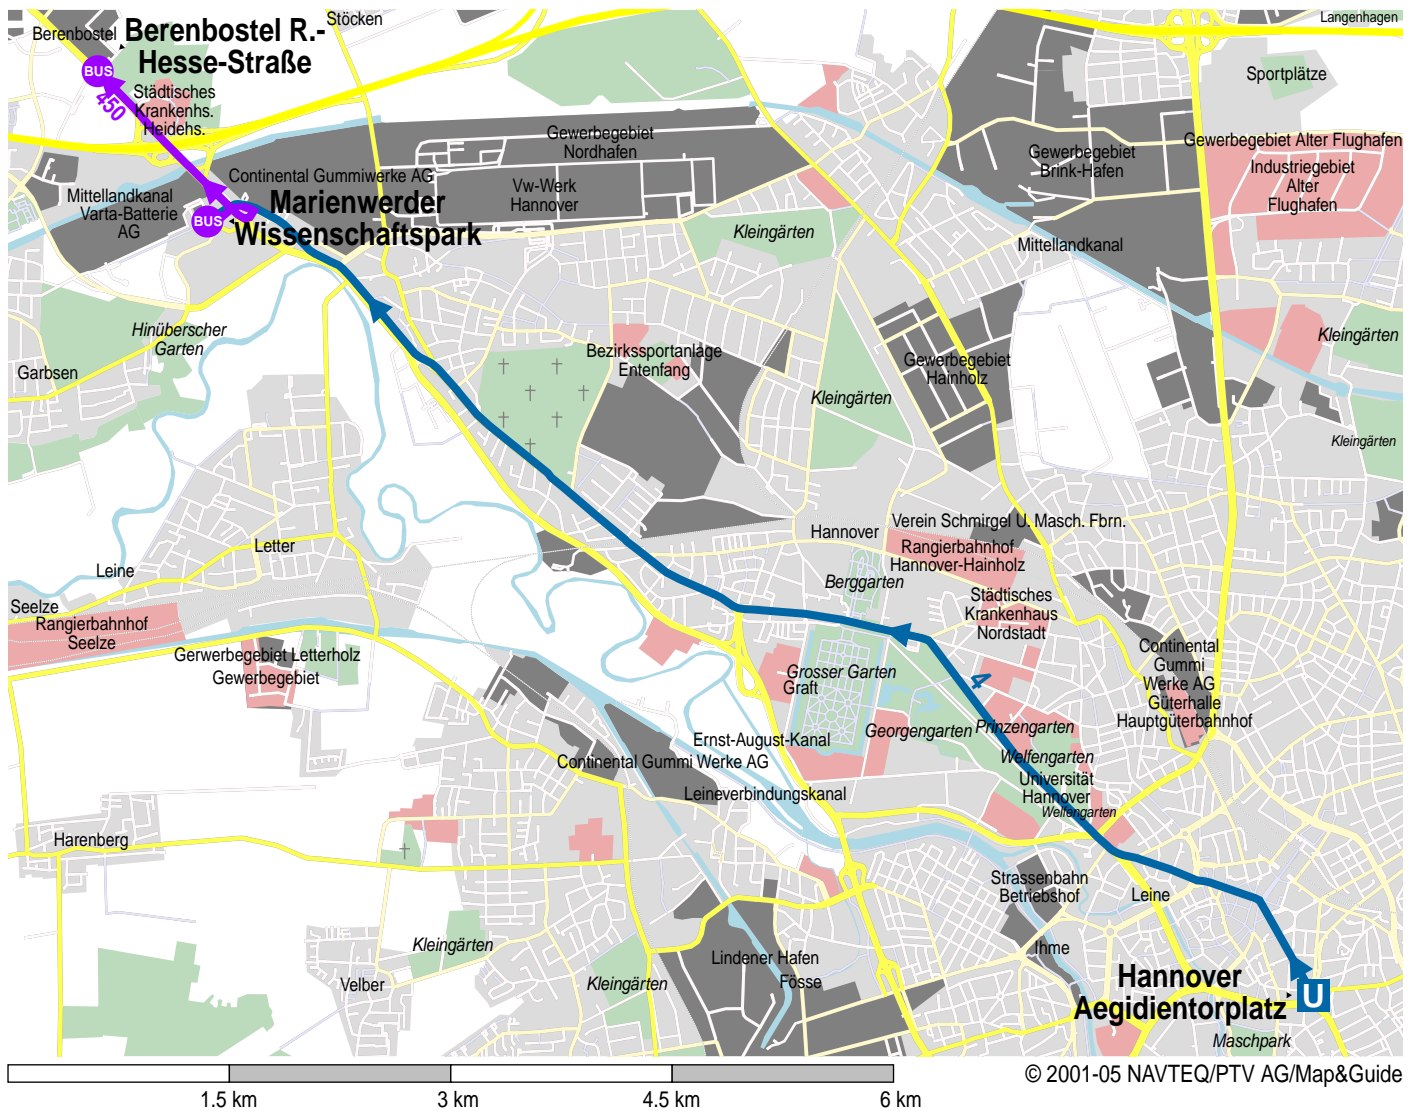 Stöcken
Langenhagen
Berenbostel
Berenbostel R.-
Hesse-Straße
BUS
450
Städtisches
Krankenhs.
Heidehs.
Sportplätze
Gewerbegebiet
Nordhafen
Gewerbegebiet Alter Flughafen
Gewerbegebiet
Brink-Hafen
Industriegebiet
Alter
Flughafen
Continental Gummiwerke AG
Vw-Werk
Hannover
Mittellandkanal
Varta-Batterie
AG
Marienwerder
Wissenschaftspark
BUS
Kleingärten
Mittellandkanal
Hinüberscher
Garten
Kleingärten
Bezirkssportanlage
Entenfang
Gewerbegebiet
Hainholz
Garbsen
Kleingärten
Kleingärten
Hannover
Verein Schmirgel U. Masch. Fbrn.
Rangierbahnhof
Hannover-Hainholz
Letter
Leine
Berggarten
Städtisches
Krankenhaus
Nordstadt
Seelze
Rangierbahnhof
Seelze
Gerwerbegebiet Letterholz
Gewerbegebiet
Continental
Gummi
Werke AG
Güterhalle
Hauptgüterbahnhof
Grosser Garten
Graft
4
Georgengarten
Prinzengarten
Ernst-August-Kanal
Continental Gummi Werke AG
Welfengarten
Universität
Hannover
Welfengarten
Leineverbindungskanal
Harenberg
Strassenbahn
Betriebshof
Leine
Kleingärten
Lindener Hafen
Fösse
Ihme
Velber
Kleingärten
Hannover
Aegidientorplatz
U
Maschpark
© 2001-05 NAVTEQ/PTV AG/Map&Guide
1.5 km
3 km
4.5 km
6 km